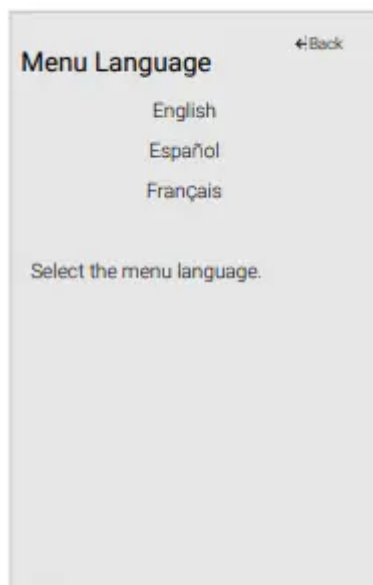 ←Back
Menu Language
English
Español
Français
Select the menu language.